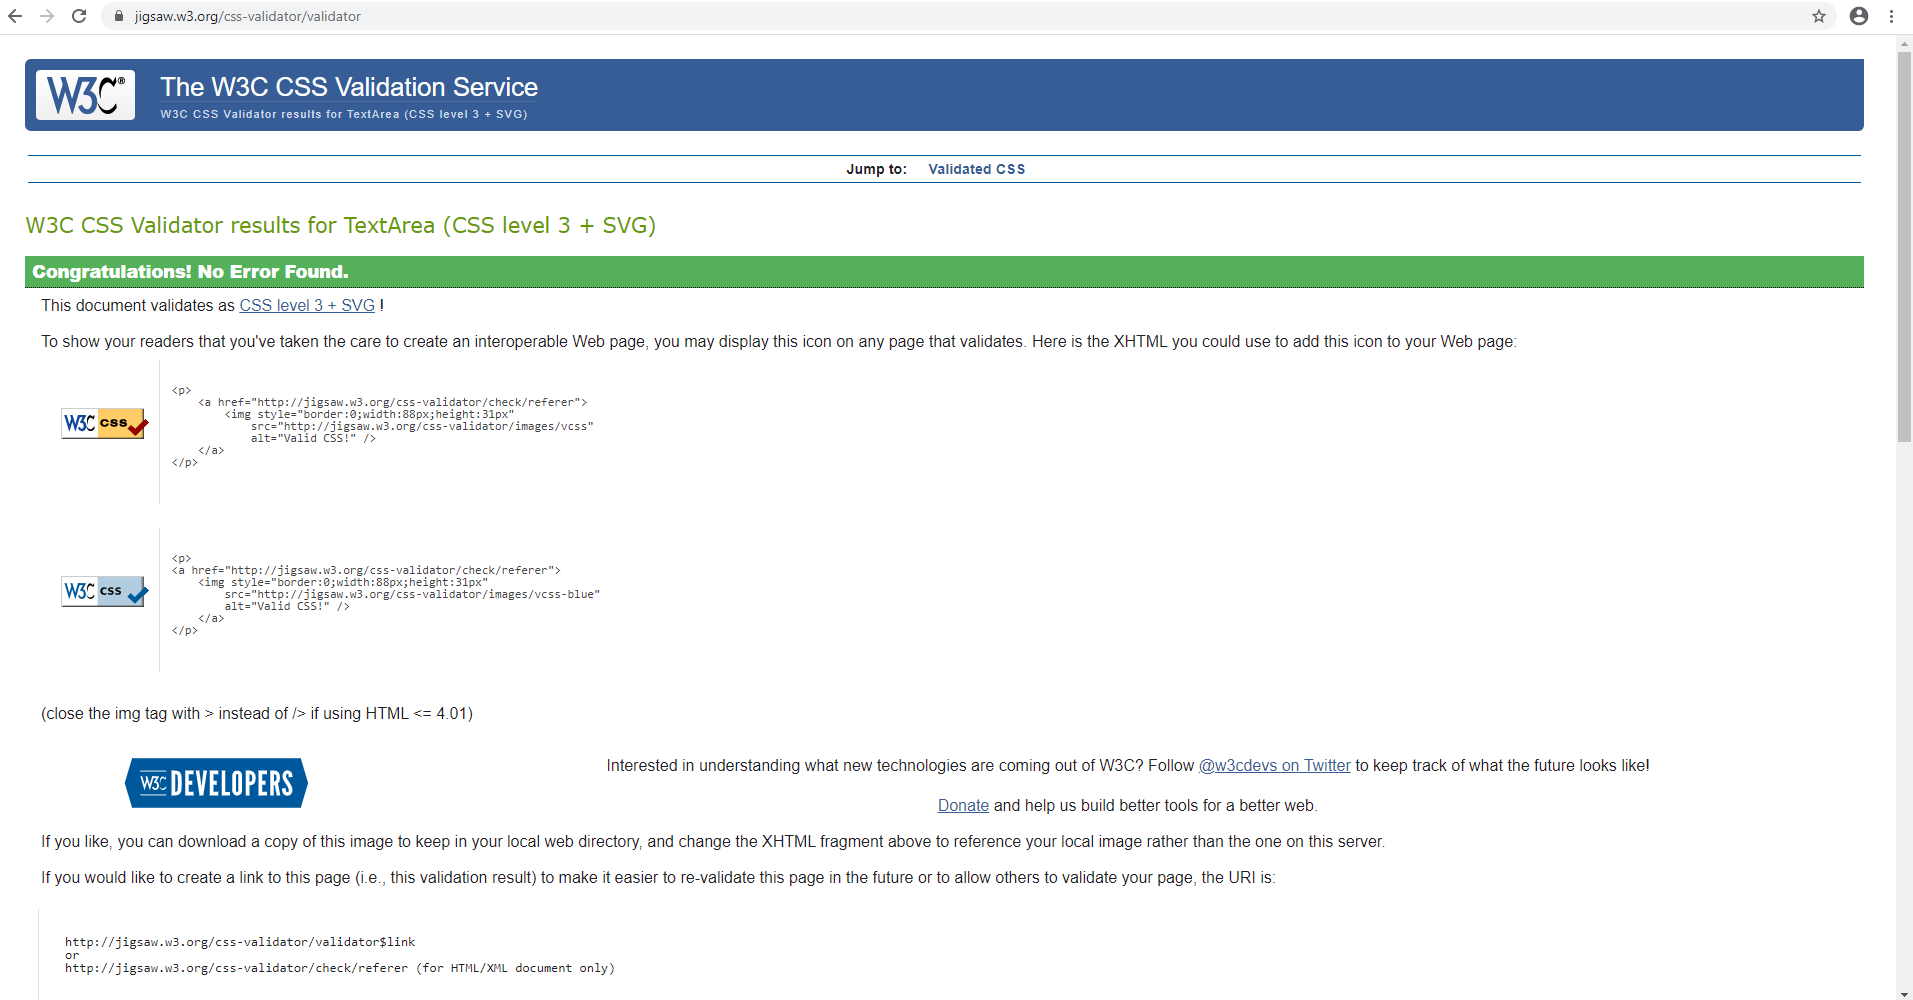 jigsaw.w3.org/css-validator/validator
W3C®
The W3C CSS Validation Service
W3C CSS Validator results for TextArea (CSS level 3 + SVG)
Jump to: Validated CSS
W3C CSS Validator results for TextArea (CSS level 3 + SVG)
Congratulations! No Error Found.
This document validates as CSS level 3 + SVG !
To show your readers that you've taken the care to create an interoperable Web page, you may display this icon on any page that validates. Here is the XHTML you could use to add this icon to your Web page:
W3C css
<p>
    <a href="http://jigsaw.w3.org/css-validator/check/referer">
        <img style="border:0;width:88px;height:31px"
            src="http://jigsaw.w3.org/css-validator/images/vcss"
            alt="Valid CSS!" />
    </a>
</p>
W3C css
<p>
<a href="http://jigsaw.w3.org/css-validator/check/referer">
    <img style="border:0;width:88px;height:31px"
        src="http://jigsaw.w3.org/css-validator/images/vcss-blue"
        alt="Valid CSS!" />
    </a>
</p>
(close the img tag with > instead of /> if using HTML <= 4.01)
W3C DEVELOPERS
Interested in understanding what new technologies are coming out of W3C? Follow @w3cdevs on Twitter to keep track of what the future looks like!
Donate and help us build better tools for a better web.
If you like, you can download a copy of this image to keep in your local web directory, and change the XHTML fragment above to reference your local image rather than the one on this server.
If you would like to create a link to this page (i.e., this validation result) to make it easier to re-validate this page in the future or to allow others to validate your page, the URI is:
http://jigsaw.w3.org/css-validator/validator$link
or
http://jigsaw.w3.org/css-validator/check/referer (for HTML/XML document only)